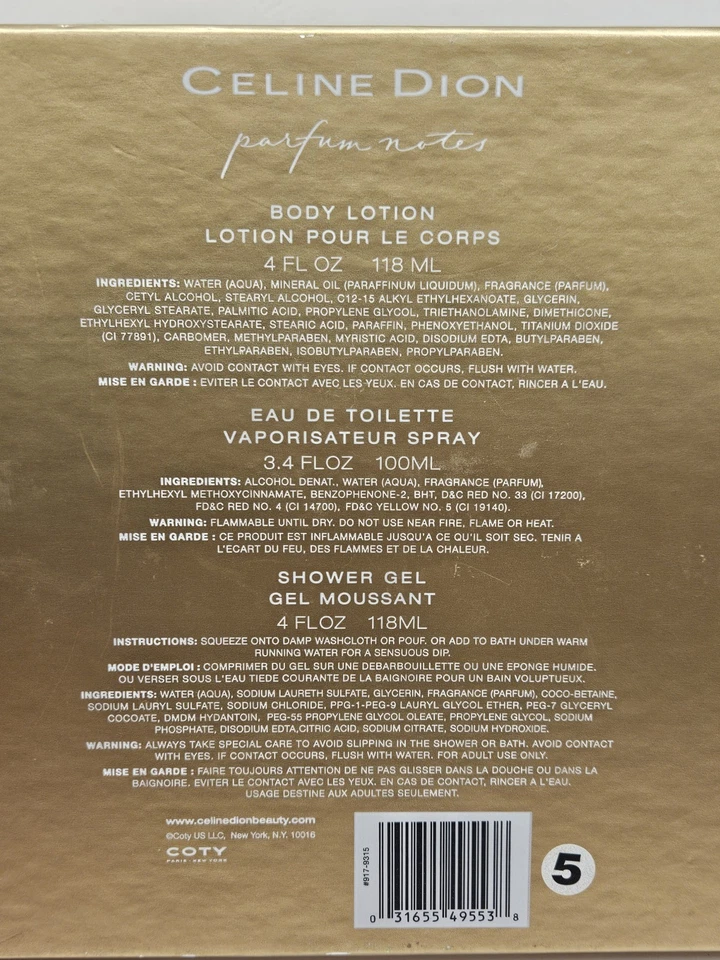 CELINE DION
parfum notes
BODY LOTION
LOTION POUR LE CORPS
4 FL OZ 118 ML
INGREDIENTS: WATER (AQUA), MINERAL OIL (PARAFFINUM LIQUIDUM), FRAGRANCE (PARFUM),
CETYL ALCOHOL, STEARYL ALCOHOL, C12-15 ALKYL ETHYLHEXANOATE, GLYCERIN,
GLYCERYL STEARATE, PALMITIC ACID, PROPYLENE GLYCOL, TRIETHANOLAMINE, DIMETHICONE,
ETHYLHEXYL HYDROXYSTEARATE, STEARIC ACID, PARAFFIN, PHENOXYETHANOL, TITANIUM DIOXIDE
(CI 77891), CARBOMER, METHYLPARABEN, MYRISTIC ACID, DISODIUM EDTA, BUTYLPARABEN,
ETHYLPARABEN, ISOBUTYLPARABEN, PROPYLPARABEN.
WARNING: AVOID CONTACT WITH EYES. IF CONTACT OCCURS, FLUSH WITH WATER.
MISE EN GARDE : EVITER LE CONTACT AVEC LES YEUX. EN CAS DE CONTACT, RINCER A L'EAU.
EAU DE TOILETTE
VAPORISATEUR SPRAY
3.4 FLOZ 100ML
INGREDIENTS: ALCOHOL DENAT., WATER (AQUA), FRAGRANCE (PARFUM),
ETHYLHEXYL METHOXYCINNAMATE, BENZOPHENONE-2, BHT, D&C RED NO. 33 (CI 17200),
FD&C RED NO. 4 (CI 14700), FD&C YELLOW NO. 5 (CI 19140).
WARNING: FLAMMABLE UNTIL DRY. DO NOT USE NEAR FIRE, FLAME OR HEAT.
MISE EN GARDE : CE PRODUIT EST INFLAMMABLE JUSQU'A CE QU'IL SOIT SEC. TENIR A
L'ECART DU FEU, DES FLAMMES ET DE LA CHALEUR.
SHOWER GEL
GEL MOUSSANT
4 FLOZ 118ML
INSTRUCTIONS: SQUEEZE ONTO DAMP WASHCLOTH OR POUF. OR ADD TO BATH UNDER WARM
RUNNING WATER FOR A SENSUOUS DIP.
MODE D'EMPLOI : COMPRIMER DU GEL SUR UNE DEBARBOUILLETTE OU UNE EPONGE HUMIDE.
OU VERSER SOUS L'EAU TIEDE COURANTE DE LA BAIGNOIRE POUR UN BAIN VOLUPTUEUX.
INGREDIENTS: WATER (AQUA), SODIUM LAURETH SULFATE, GLYCERIN, FRAGRANCE (PARFUM), COCO-BETAINE,
SODIUM LAURYL SULFATE, SODIUM CHLORIDE, PPG-1-PEG-9 LAURYL GLYCOL ETHER, PEG-7 GLYCERYL
COCOATE, DMDM HYDANTOIN, PEG-55 PROPYLENE GLYCOL OLEATE, PROPYLENE GLYCOL, SODIUM
PHOSPHATE, DISODIUM EDTA,CITRIC ACID, SODIUM CITRATE, SODIUM HYDROXIDE.
WARNING: ALWAYS TAKE SPECIAL CARE TO AVOID SLIPPING IN THE SHOWER OR BATH. AVOID CONTACT
WITH EYES. IF CONTACT OCCURS, FLUSH WITH WATER. FOR ADULT USE ONLY.
MISE EN GARDE : FAIRE TOUJOURS ATTENTION DE NE PAS GLISSER DANS LA DOUCHE OU DANS LA
BAIGNOIRE. EVITER LE CONTACT AVEC LES YEUX. EN CAS DE CONTACT, RINCER A L'EAU.
USAGE DESTINE AUX ADULTES SEULEMENT.
www.celinedionbeauty.com
©Coty US LLC, New York, N.Y. 10016
COTY
PARIS · NEW YORK
#917-9315
0 31655 49553 8
5